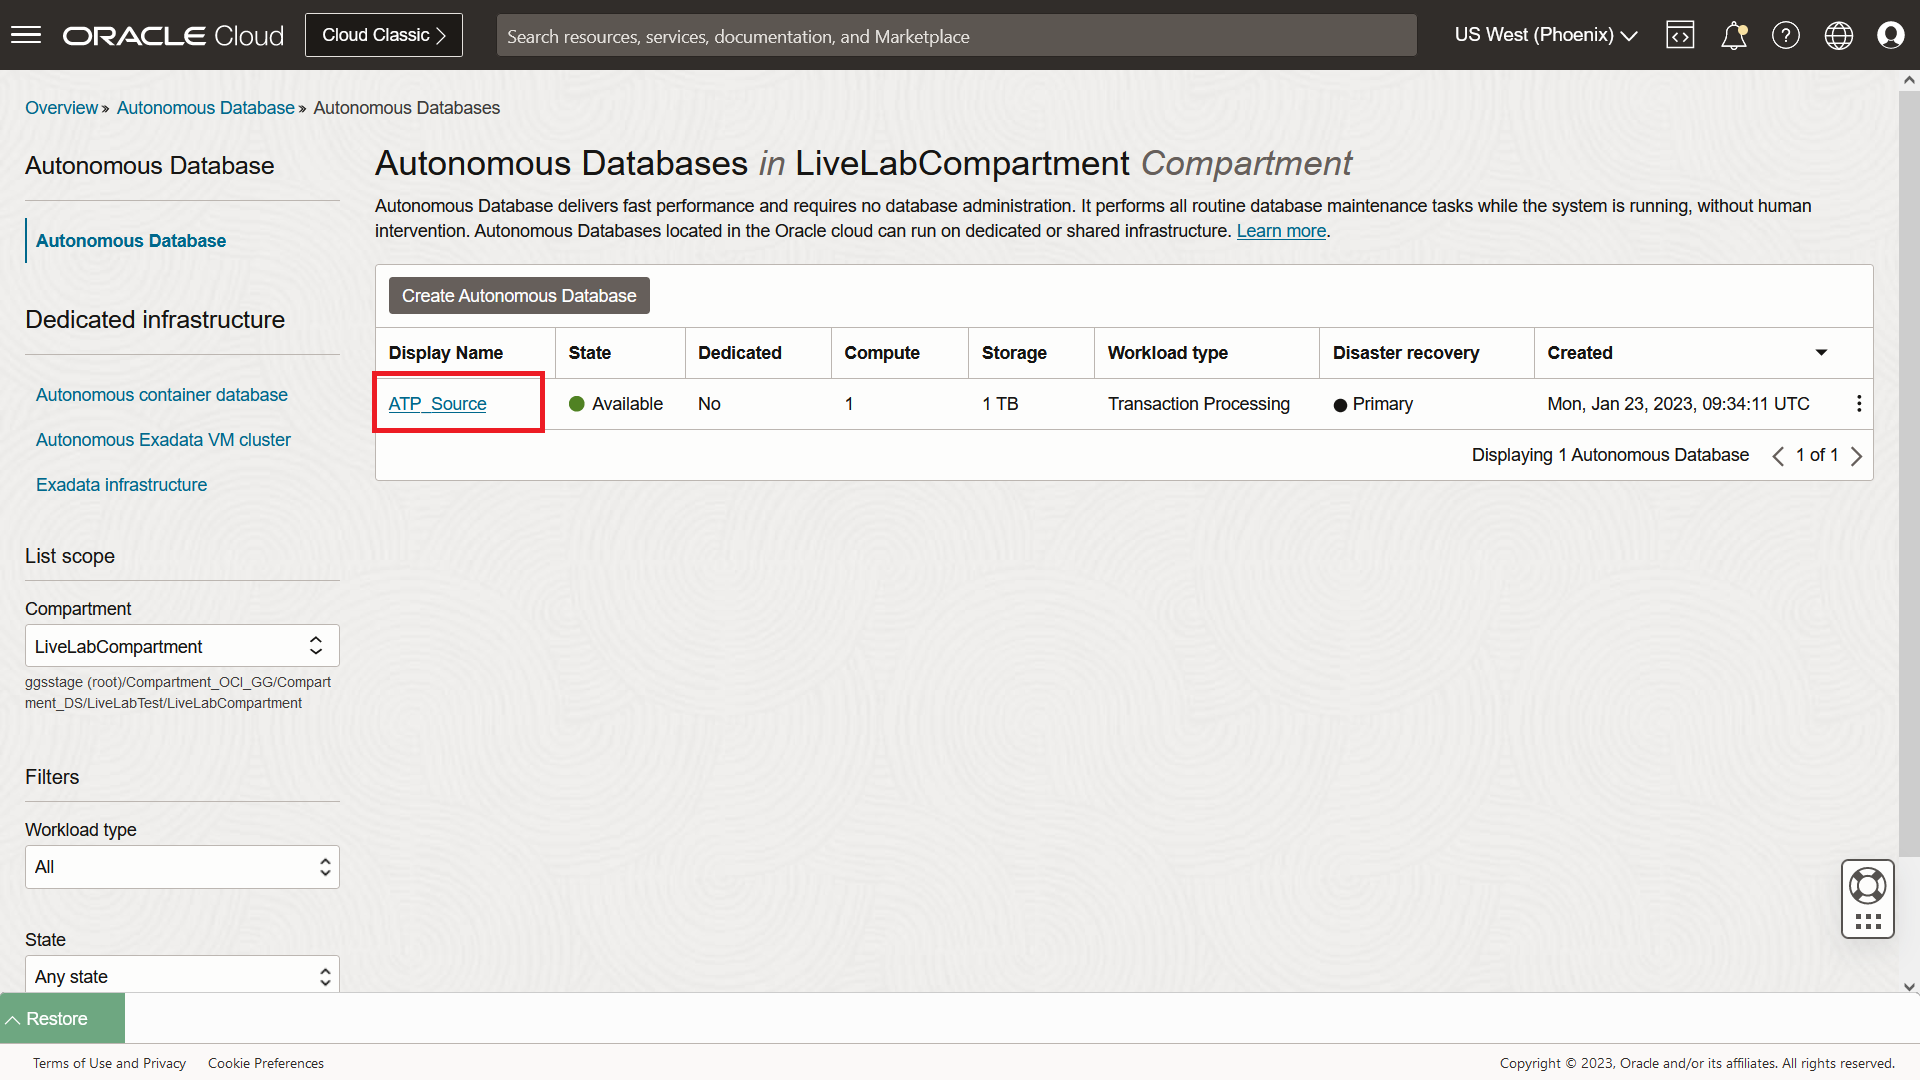 ORACLE Cloud
Cloud Classic
Search resources, services, documentation, and Marketplace
US West (Phoenix)
Overview » Autonomous Database » Autonomous Databases
Autonomous Database
Autonomous Database
Dedicated infrastructure
Autonomous container database
Autonomous Exadata VM cluster
Exadata infrastructure
List scope
Compartment
LiveLabCompartment
ggsstage (root)/Compartment_OCI_GG/Compart
ment_DS/LiveLabTest/LiveLabCompartment
Filters
Workload type
All
State
Any state
Autonomous Databases in LiveLabCompartment Compartment
Autonomous Database delivers fast performance and requires no database administration. It performs all routine database maintenance tasks while the system is running, without human
intervention. Autonomous Databases located in the Oracle cloud can run on dedicated or shared infrastructure. Learn more.
Create Autonomous Database
Display Name State Dedicated Compute Storage Workload type Disaster recovery Created
ATP_Source Available No 1 1 TB Transaction Processing Primary Mon, Jan 23, 2023, 09:34:11 UTC
Displaying 1 Autonomous Database 1 of 1
Restore
Terms of Use and Privacy Cookie Preferences
Copyright © 2023, Oracle and/or its affiliates. All rights reserved.